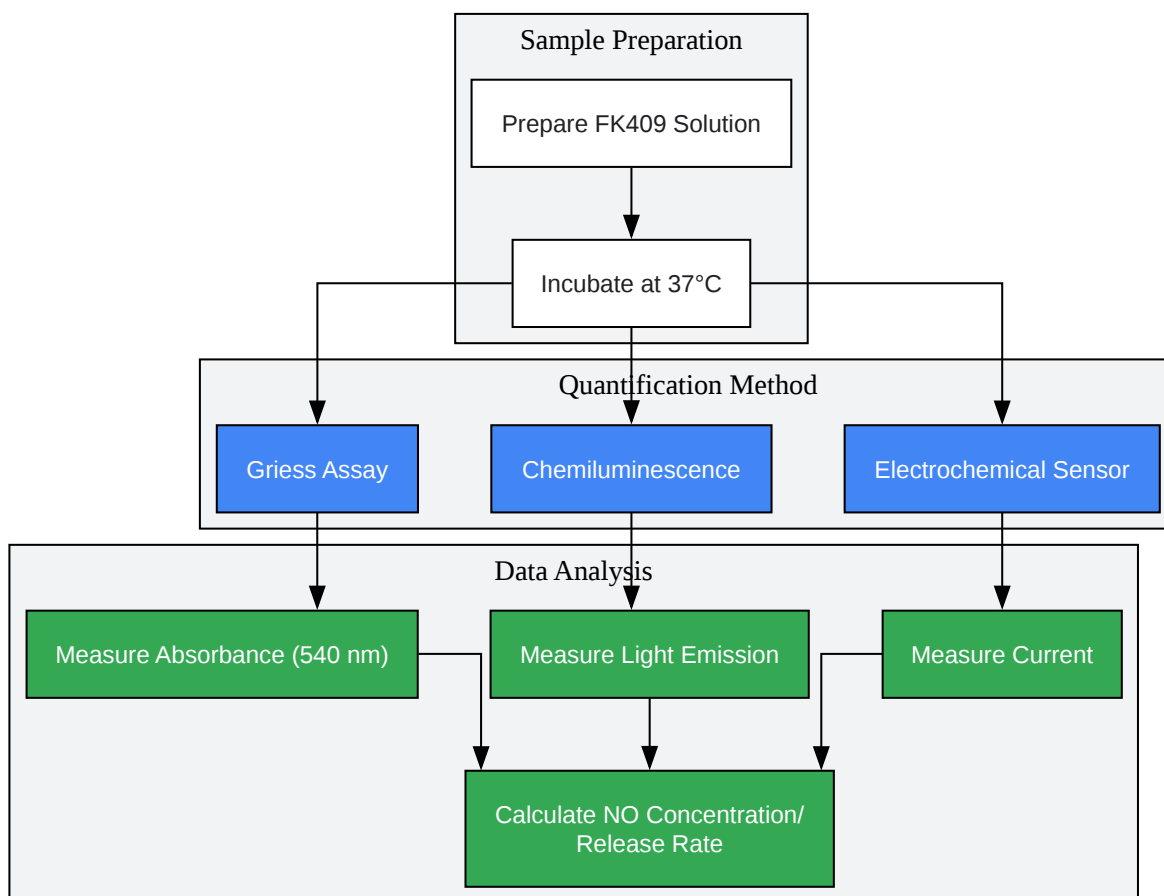 Sample Preparation
Prepare FK409 Solution
Incubate at 37°C
Quantification Method
Griess Assay
Chemiluminescence
Electrochemical Sensor
Data Analysis
Measure Absorbance (540 nm)
Measure Light Emission
Measure Current
Calculate NO Concentration/
Release Rate